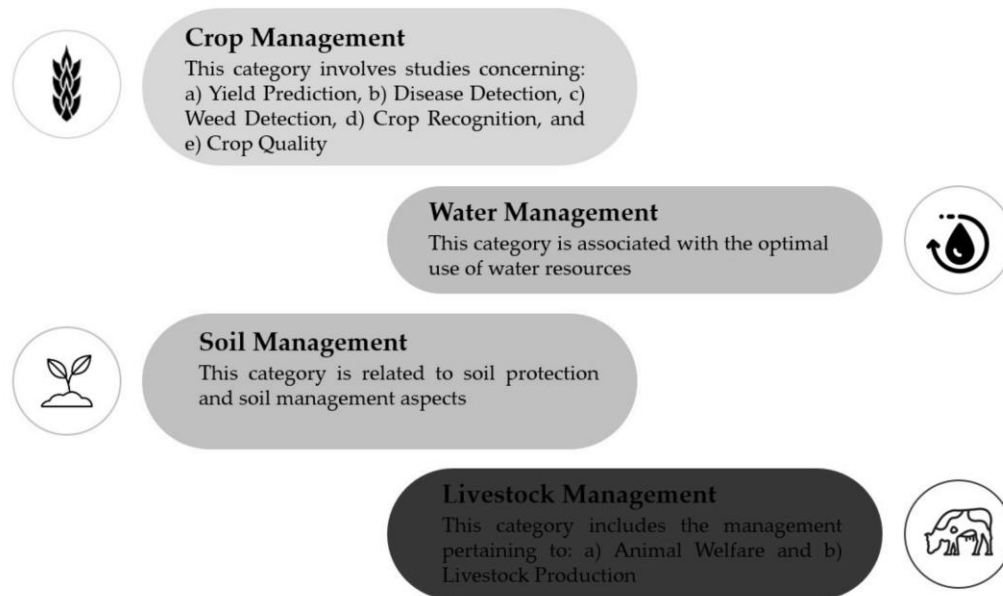 Crop Management
This category involves studies concerning:
a) Yield Prediction, b) Disease Detection, c)
Weed Detection, d) Crop Recognition, and
e) Crop Quality
Water Management
This category is associated with the optimal
use of water resources
Soil Management
This category is related to soil protection
and soil management aspects
Livestock Management
This category includes the management
pertaining to: a) Animal Welfare and b)
Livestock Production